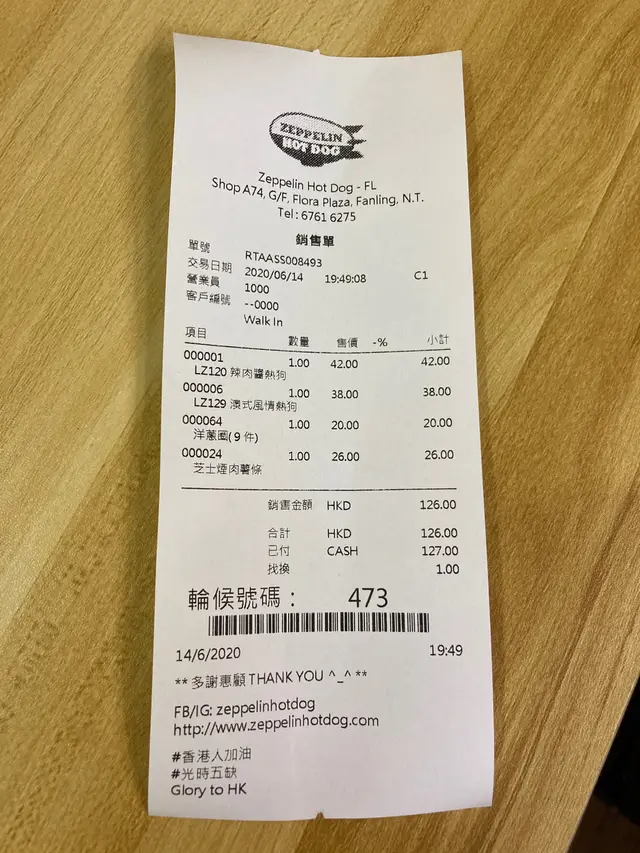 ZEPPELIN
HOT DOG
Zeppelin Hot Dog - FL
Shop A74, G/F, Flora Plaza, Fanling, N.T.
Tel : 6761 6275
銷售單
單號 RTAASS008493
交易日期 2020/06/14 19:49:08 C1
營業員 1000
客戶編號 --0000
Walk In
項目 數量 售價 -% 小計
000001 1.00 42.00 42.00
LZ120 辣肉醬熱狗
000006 1.00 38.00 38.00
LZ129 澳式風情熱狗
000064 1.00 20.00 20.00
洋蔥圈(9 件)
000024 1.00 26.00 26.00
芝士煙肉薯條
銷售金額 HKD 126.00
合計 HKD 126.00
已付 CASH 127.00
找換 1.00
輪候號碼 : 473
14/6/2020 19:49
** 多謝惠顧 THANK YOU ^_^ **
FB/IG: zeppelinhotdog
http://www.zeppelinhotdog.com
#香港人加油
#光時五缺
Glory to HK